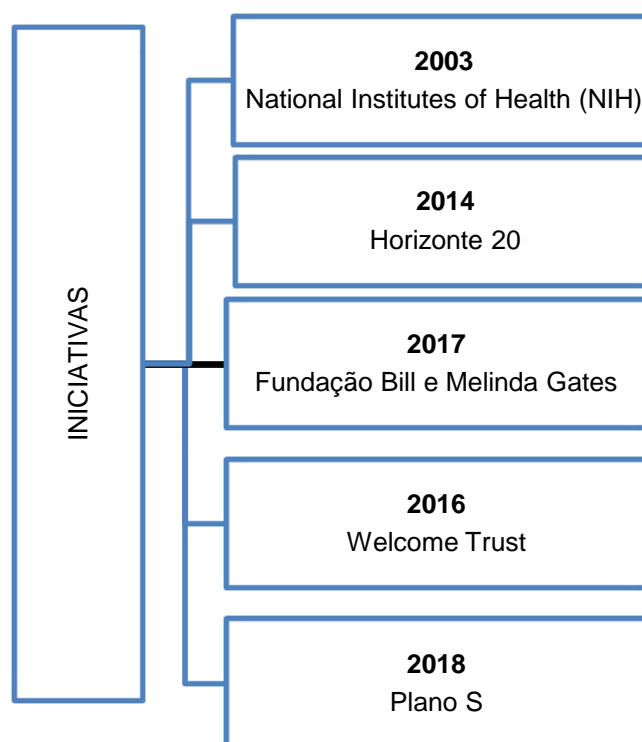 INICIATIVAS
2003
National Institutes of Health (NIH)
2014
Horizonte 20
2017
Fundação Bill e Melinda Gates
2016
Welcome Trust
2018
Plano S